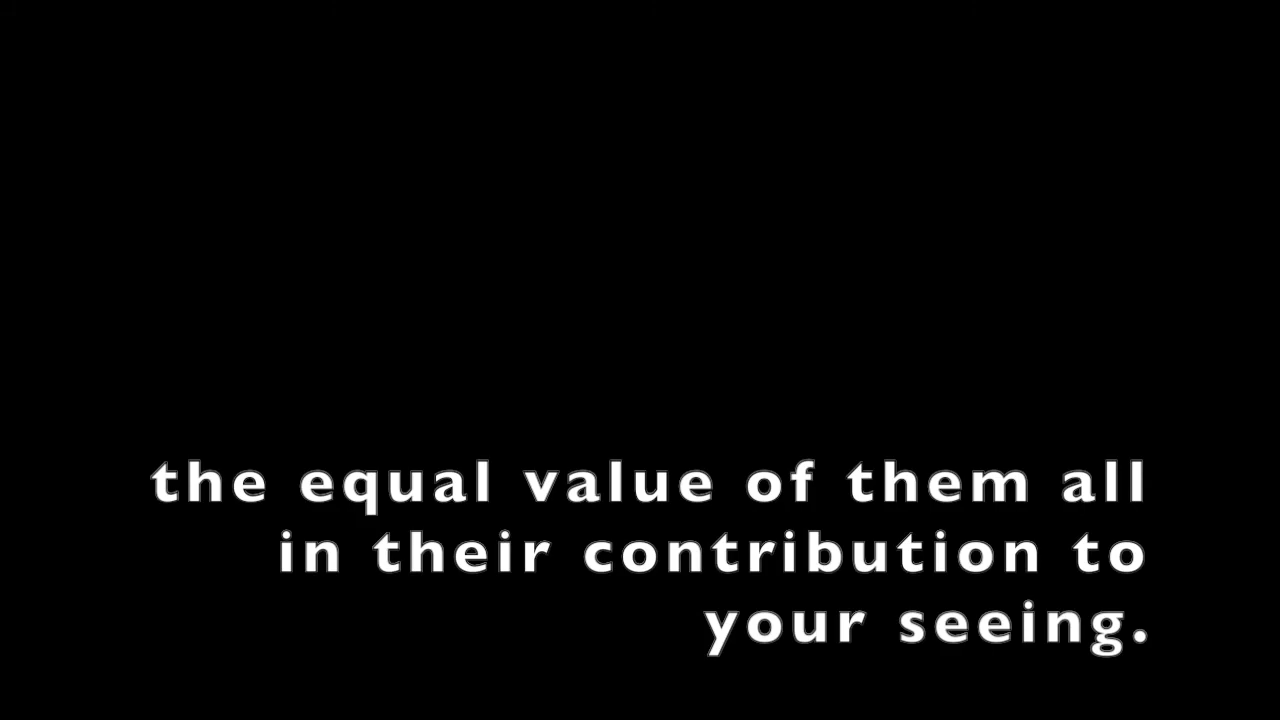 the equal value of them all
in their contribution to
your seeing.